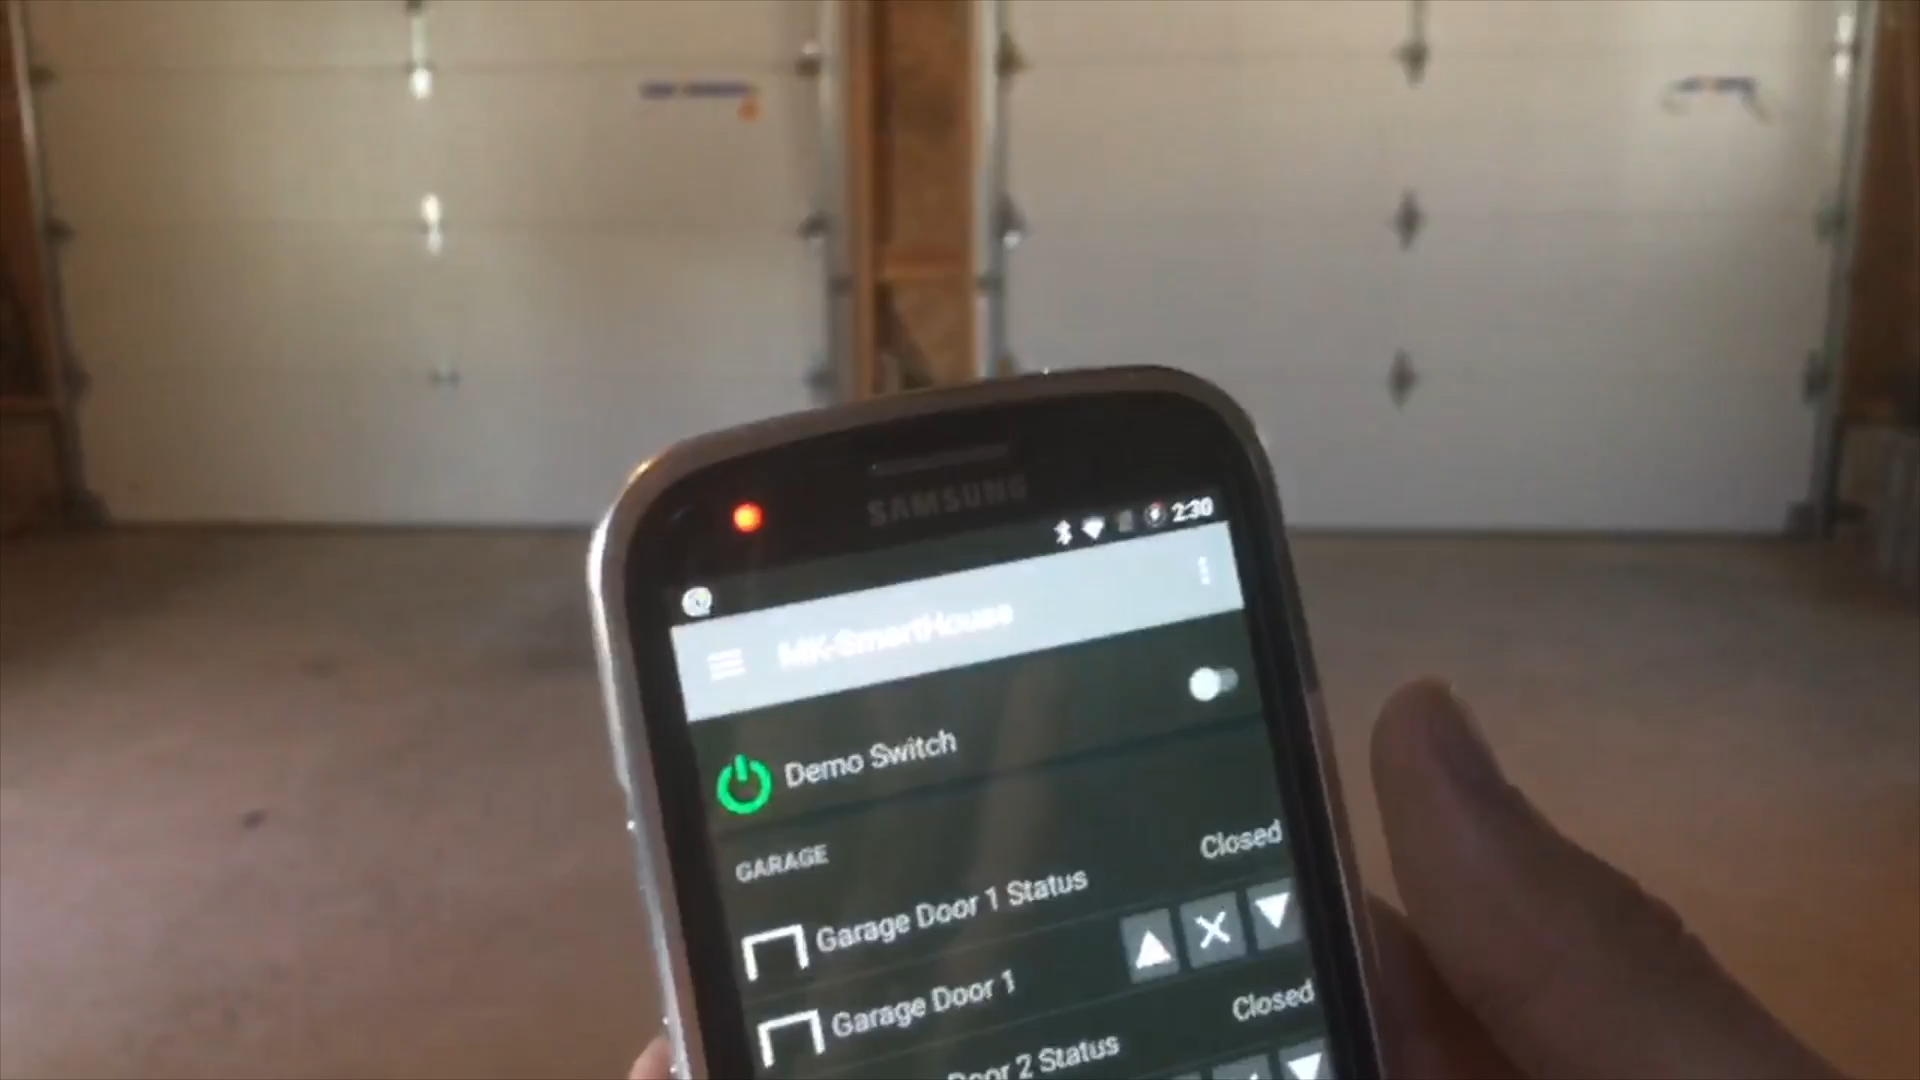 SAMSUNG
2:30
MK-SmartHouse
Demo Switch
GARAGE
Garage Door 1 Status Closed
Garage Door 1
Door 2 Status Closed